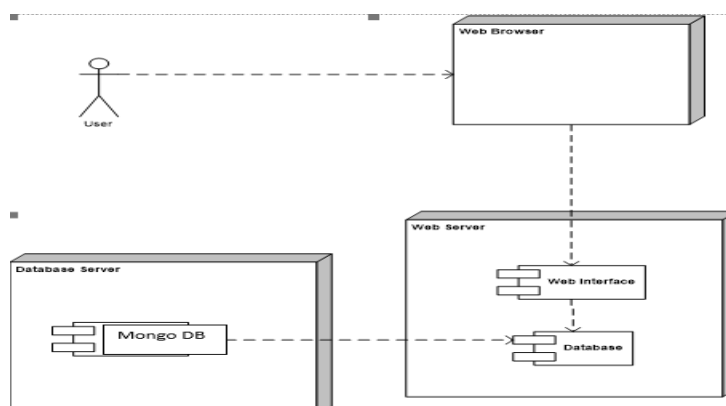 Web Browser
User
Web Server
Database Server
Web Interface
Mongo DB
Database